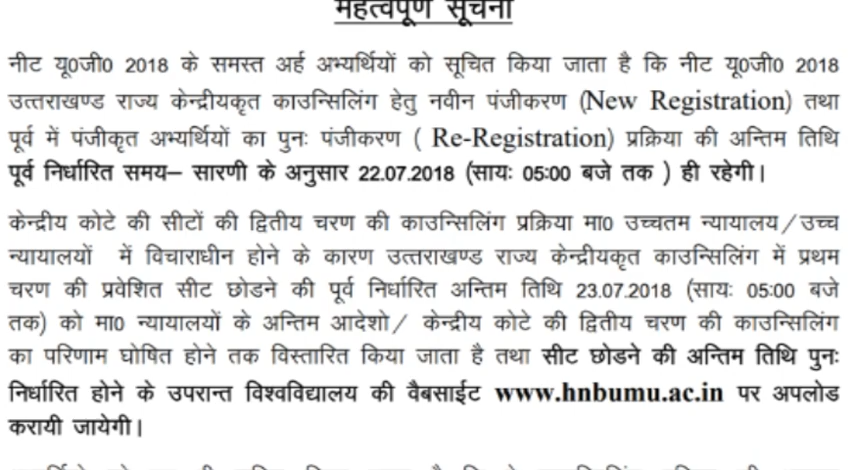 महत्वपूर्ण सूचना
नीट यू0जी0 2018 के समस्त अर्ह अभ्यर्थियों को सूचित किया जाता है कि नीट यू0जी0 2018
उत्तराखण्ड राज्य केन्द्रीयकृत काउन्सिलिंग हेतु नवीन पंजीकरण (New Registration) तथा
पूर्व में पंजीकृत अभ्यर्थियों का पुनः पंजीकरण ( Re-Registration) प्रक्रिया की अन्तिम तिथि
पूर्व निर्धारित समय– सारणी के अनुसार 22.07.2018 (सायः 05:00 बजे तक ) ही रहेगी।
केन्द्रीय कोटे की सीटों की द्वितीय चरण की काउन्सिलिंग प्रक्रिया मा0 उच्चतम न्यायालय/उच्च
न्यायालयों में विचाराधीन होने के कारण उत्तराखण्ड राज्य केन्द्रीयकृत काउन्सिलिंग में प्रथम
चरण की प्रवेशित सीट छोडने की पूर्व निर्धारित अन्तिम तिथि 23.07.2018 (सायः 05:00 बजे
तक) को मा0 न्यायालयों के अन्तिम आदेशो/ केन्द्रीय कोटे की द्वितीय चरण की काउन्सिलिंग
का परिणाम घोषित होने तक विस्तारित किया जाता है तथा सीट छोडने की अन्तिम तिथि पुनः
निर्धारित होने के उपरान्त विश्वविद्यालय की वैबसाईट www.hnbumu.ac.in पर अपलोड
करायी जायेगी।